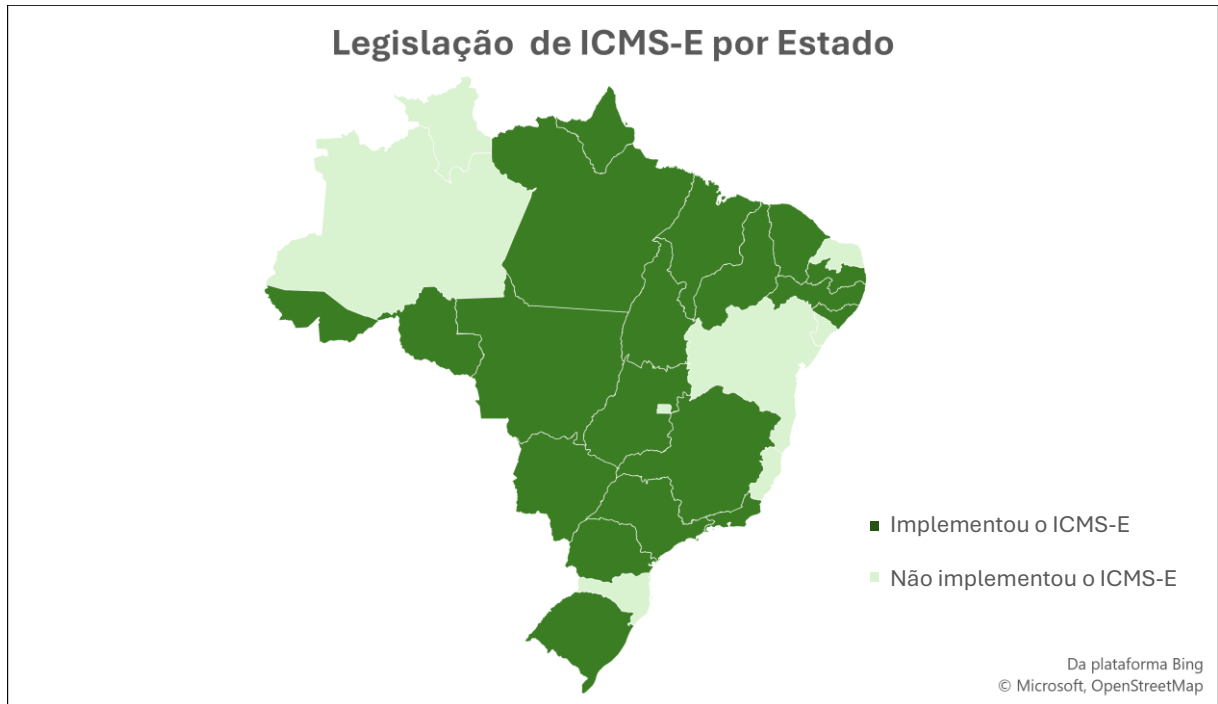 Legislação de ICMS-E por Estado
Implementou o ICMS-E
Não implementou o ICMS-E
Da plataforma Bing
© Microsoft, OpenStreetMap